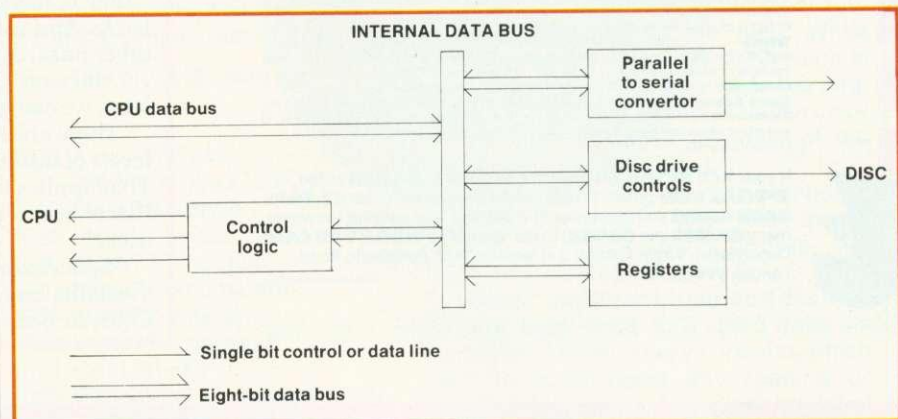 INTERNAL DATA BUS
Parallel
to serial
convertor
CPU data bus
Disc drive
controls
DISC
CPU
Control
logic
Registers
Single bit control or data line
Eight-bit data bus